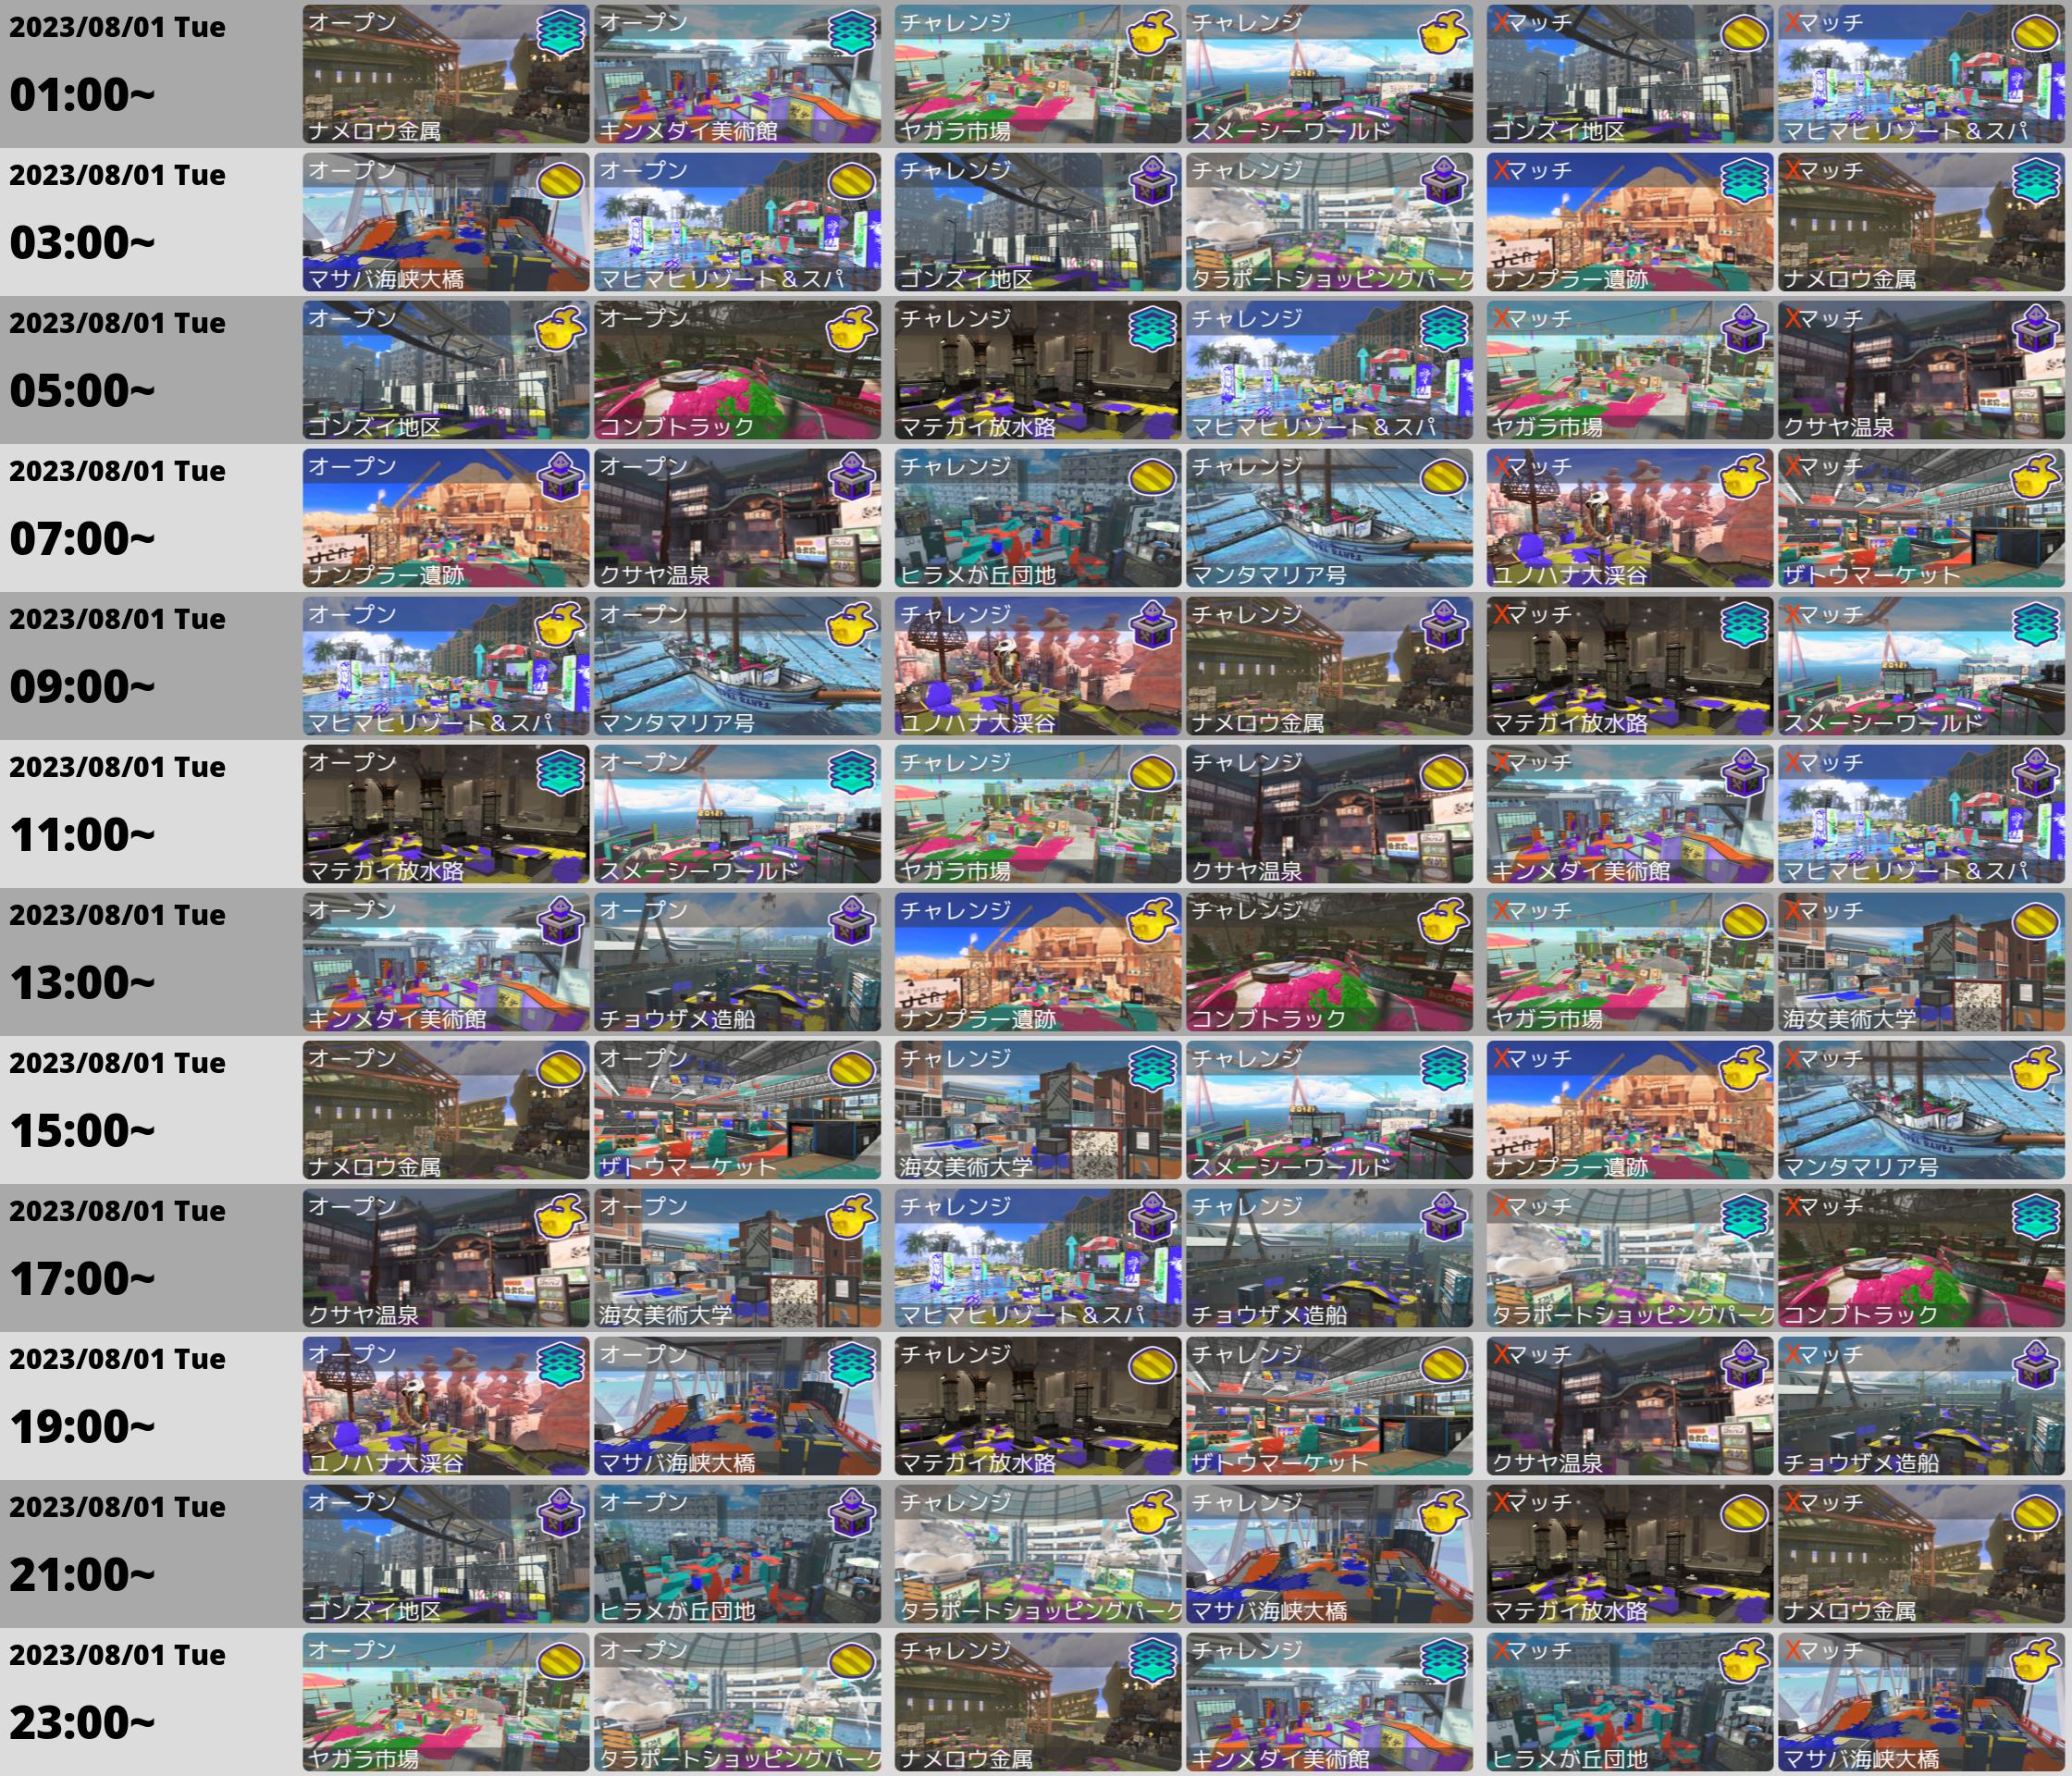 2023/08/01 Tue
01:00~
オープン オープン チャレンジ チャレンジ Xマッチ Xマッチ
ナメロウ金属 キンメダイ美術館 ヤガラ市場 スメーシーワールド ゴンズイ地区 マヒマヒリゾート＆スパ
2023/08/01 Tue
03:00~
オープン オープン チャレンジ チャレンジ Xマッチ Xマッチ
マサバ海峡大橋 マヒマヒリゾート＆スパ ゴンズイ地区 タラポートショッピングパーク ナンプラー遺跡 ナメロウ金属
2023/08/01 Tue
05:00~
オープン オープン チャレンジ チャレンジ Xマッチ Xマッチ
ゴンズイ地区 コンブトラック マテガイ放水路 マヒマヒリゾート＆スパ ヤガラ市場 クサヤ温泉
2023/08/01 Tue
07:00~
オープン オープン チャレンジ チャレンジ Xマッチ Xマッチ
ナンプラー遺跡 クサヤ温泉 ヒラメが丘団地 マンタマリア号 ユノハナ大渓谷 ザトウマーケット
2023/08/01 Tue
09:00~
オープン オープン チャレンジ チャレンジ Xマッチ Xマッチ
マヒマヒリゾート＆スパ マンタマリア号 ユノハナ大渓谷 ナメロウ金属 マテガイ放水路 スメーシーワールド
2023/08/01 Tue
11:00~
オープン オープン チャレンジ チャレンジ Xマッチ Xマッチ
マテガイ放水路 スメーシーワールド ヤガラ市場 クサヤ温泉 キンメダイ美術館 マヒマヒリゾート＆スパ
2023/08/01 Tue
13:00~
オープン オープン チャレンジ チャレンジ Xマッチ Xマッチ
キンメダイ美術館 チョウザメ造船 ナンプラー遺跡 コンブトラック ヤガラ市場 海女美術大学
2023/08/01 Tue
15:00~
オープン オープン チャレンジ チャレンジ Xマッチ Xマッチ
ナメロウ金属 ザトウマーケット 海女美術大学 スメーシーワールド ナンプラー遺跡 マンタマリア号
2023/08/01 Tue
17:00~
オープン オープン チャレンジ チャレンジ Xマッチ Xマッチ
クサヤ温泉 海女美術大学 マヒマヒリゾート＆スパ チョウザメ造船 タラポートショッピングパーク コンブトラック
2023/08/01 Tue
19:00~
オープン オープン チャレンジ チャレンジ Xマッチ Xマッチ
ユノハナ大渓谷 マサバ海峡大橋 マテガイ放水路 ザトウマーケット クサヤ温泉 チョウザメ造船
2023/08/01 Tue
21:00~
オープン オープン チャレンジ チャレンジ Xマッチ Xマッチ
ゴンズイ地区 ヒラメが丘団地 タラポートショッピングパーク マサバ海峡大橋 マテガイ放水路 ナメロウ金属
2023/08/01 Tue
23:00~
オープン オープン チャレンジ チャレンジ Xマッチ Xマッチ
ヤガラ市場 タラポートショッピングパーク ナメロウ金属 キンメダイ美術館 ヒラメが丘団地 マサバ海峡大橋